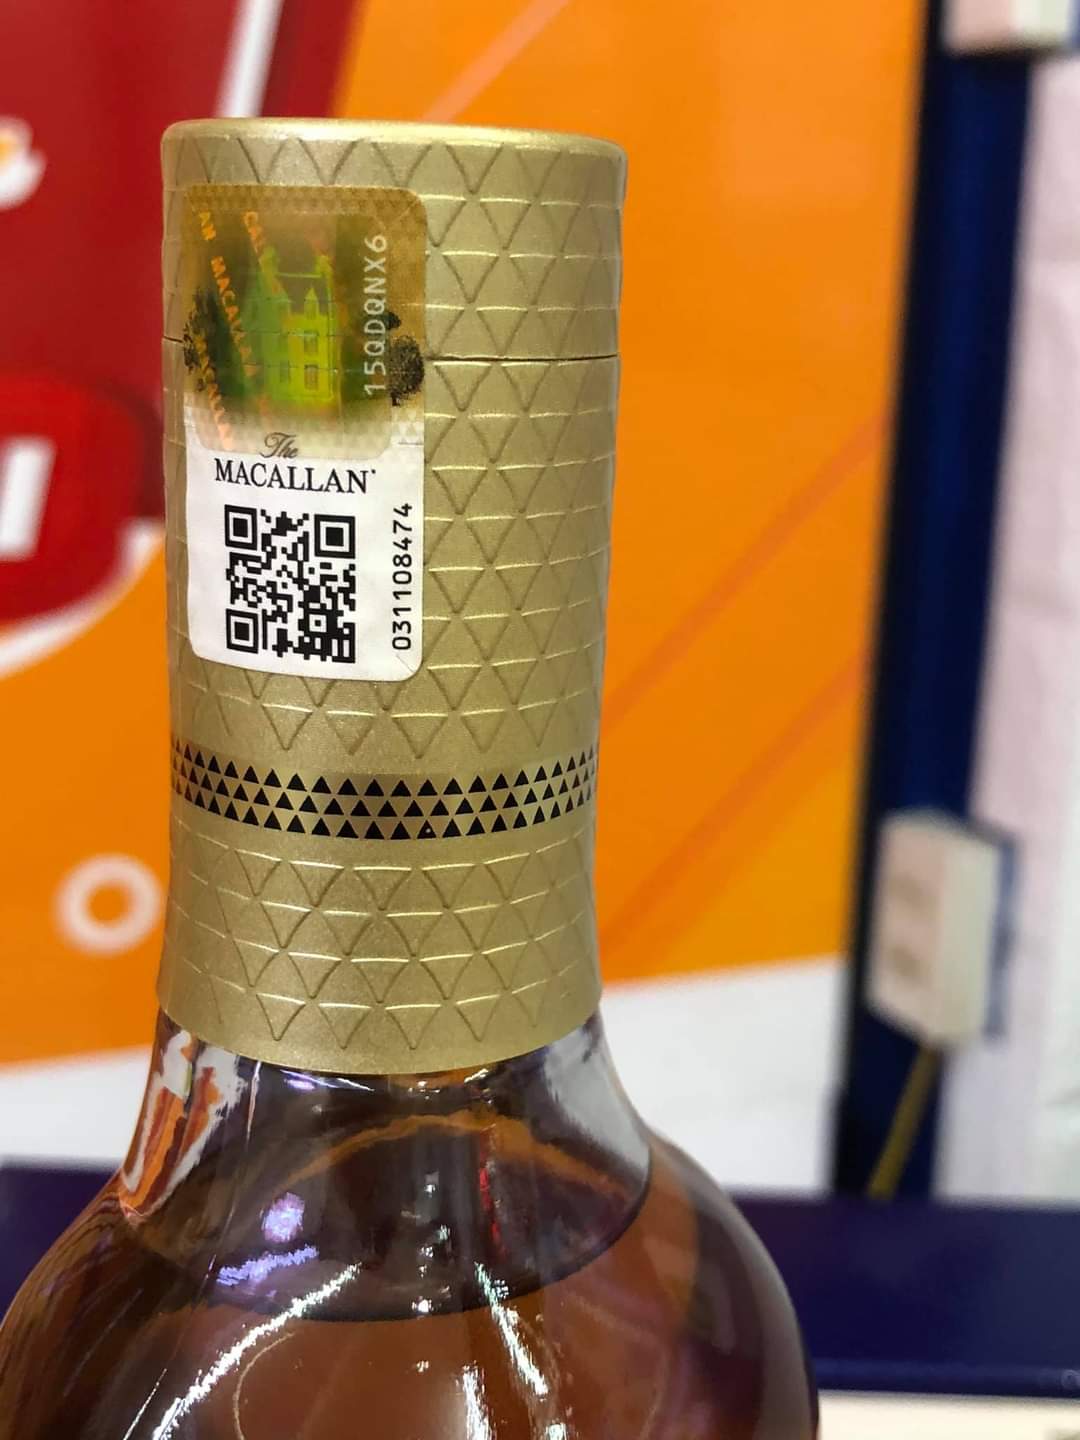 15QDQNX6
The
MACALLAN
031108474